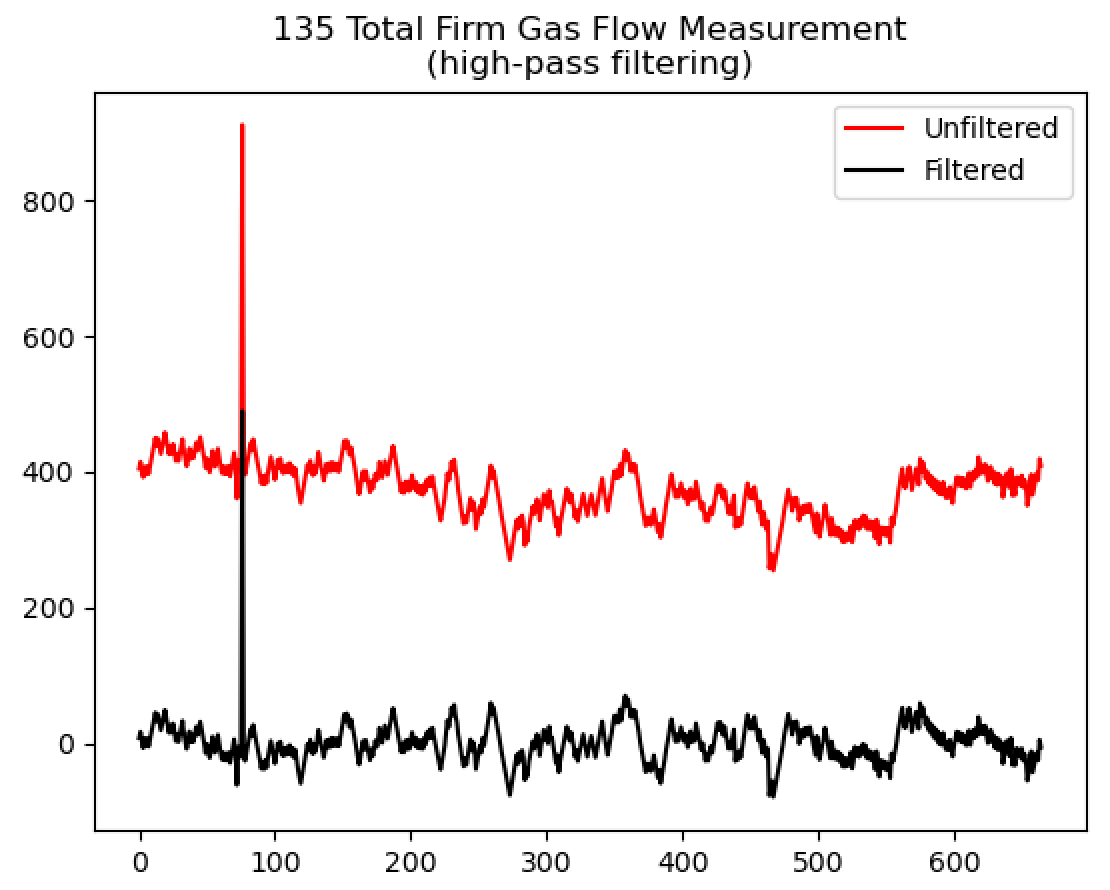 135 Total Firm Gas Flow Measurement
(high-pass filtering)
Unfiltered
Filtered
800
600
400
200
0
0 100 200 300 400 500 600